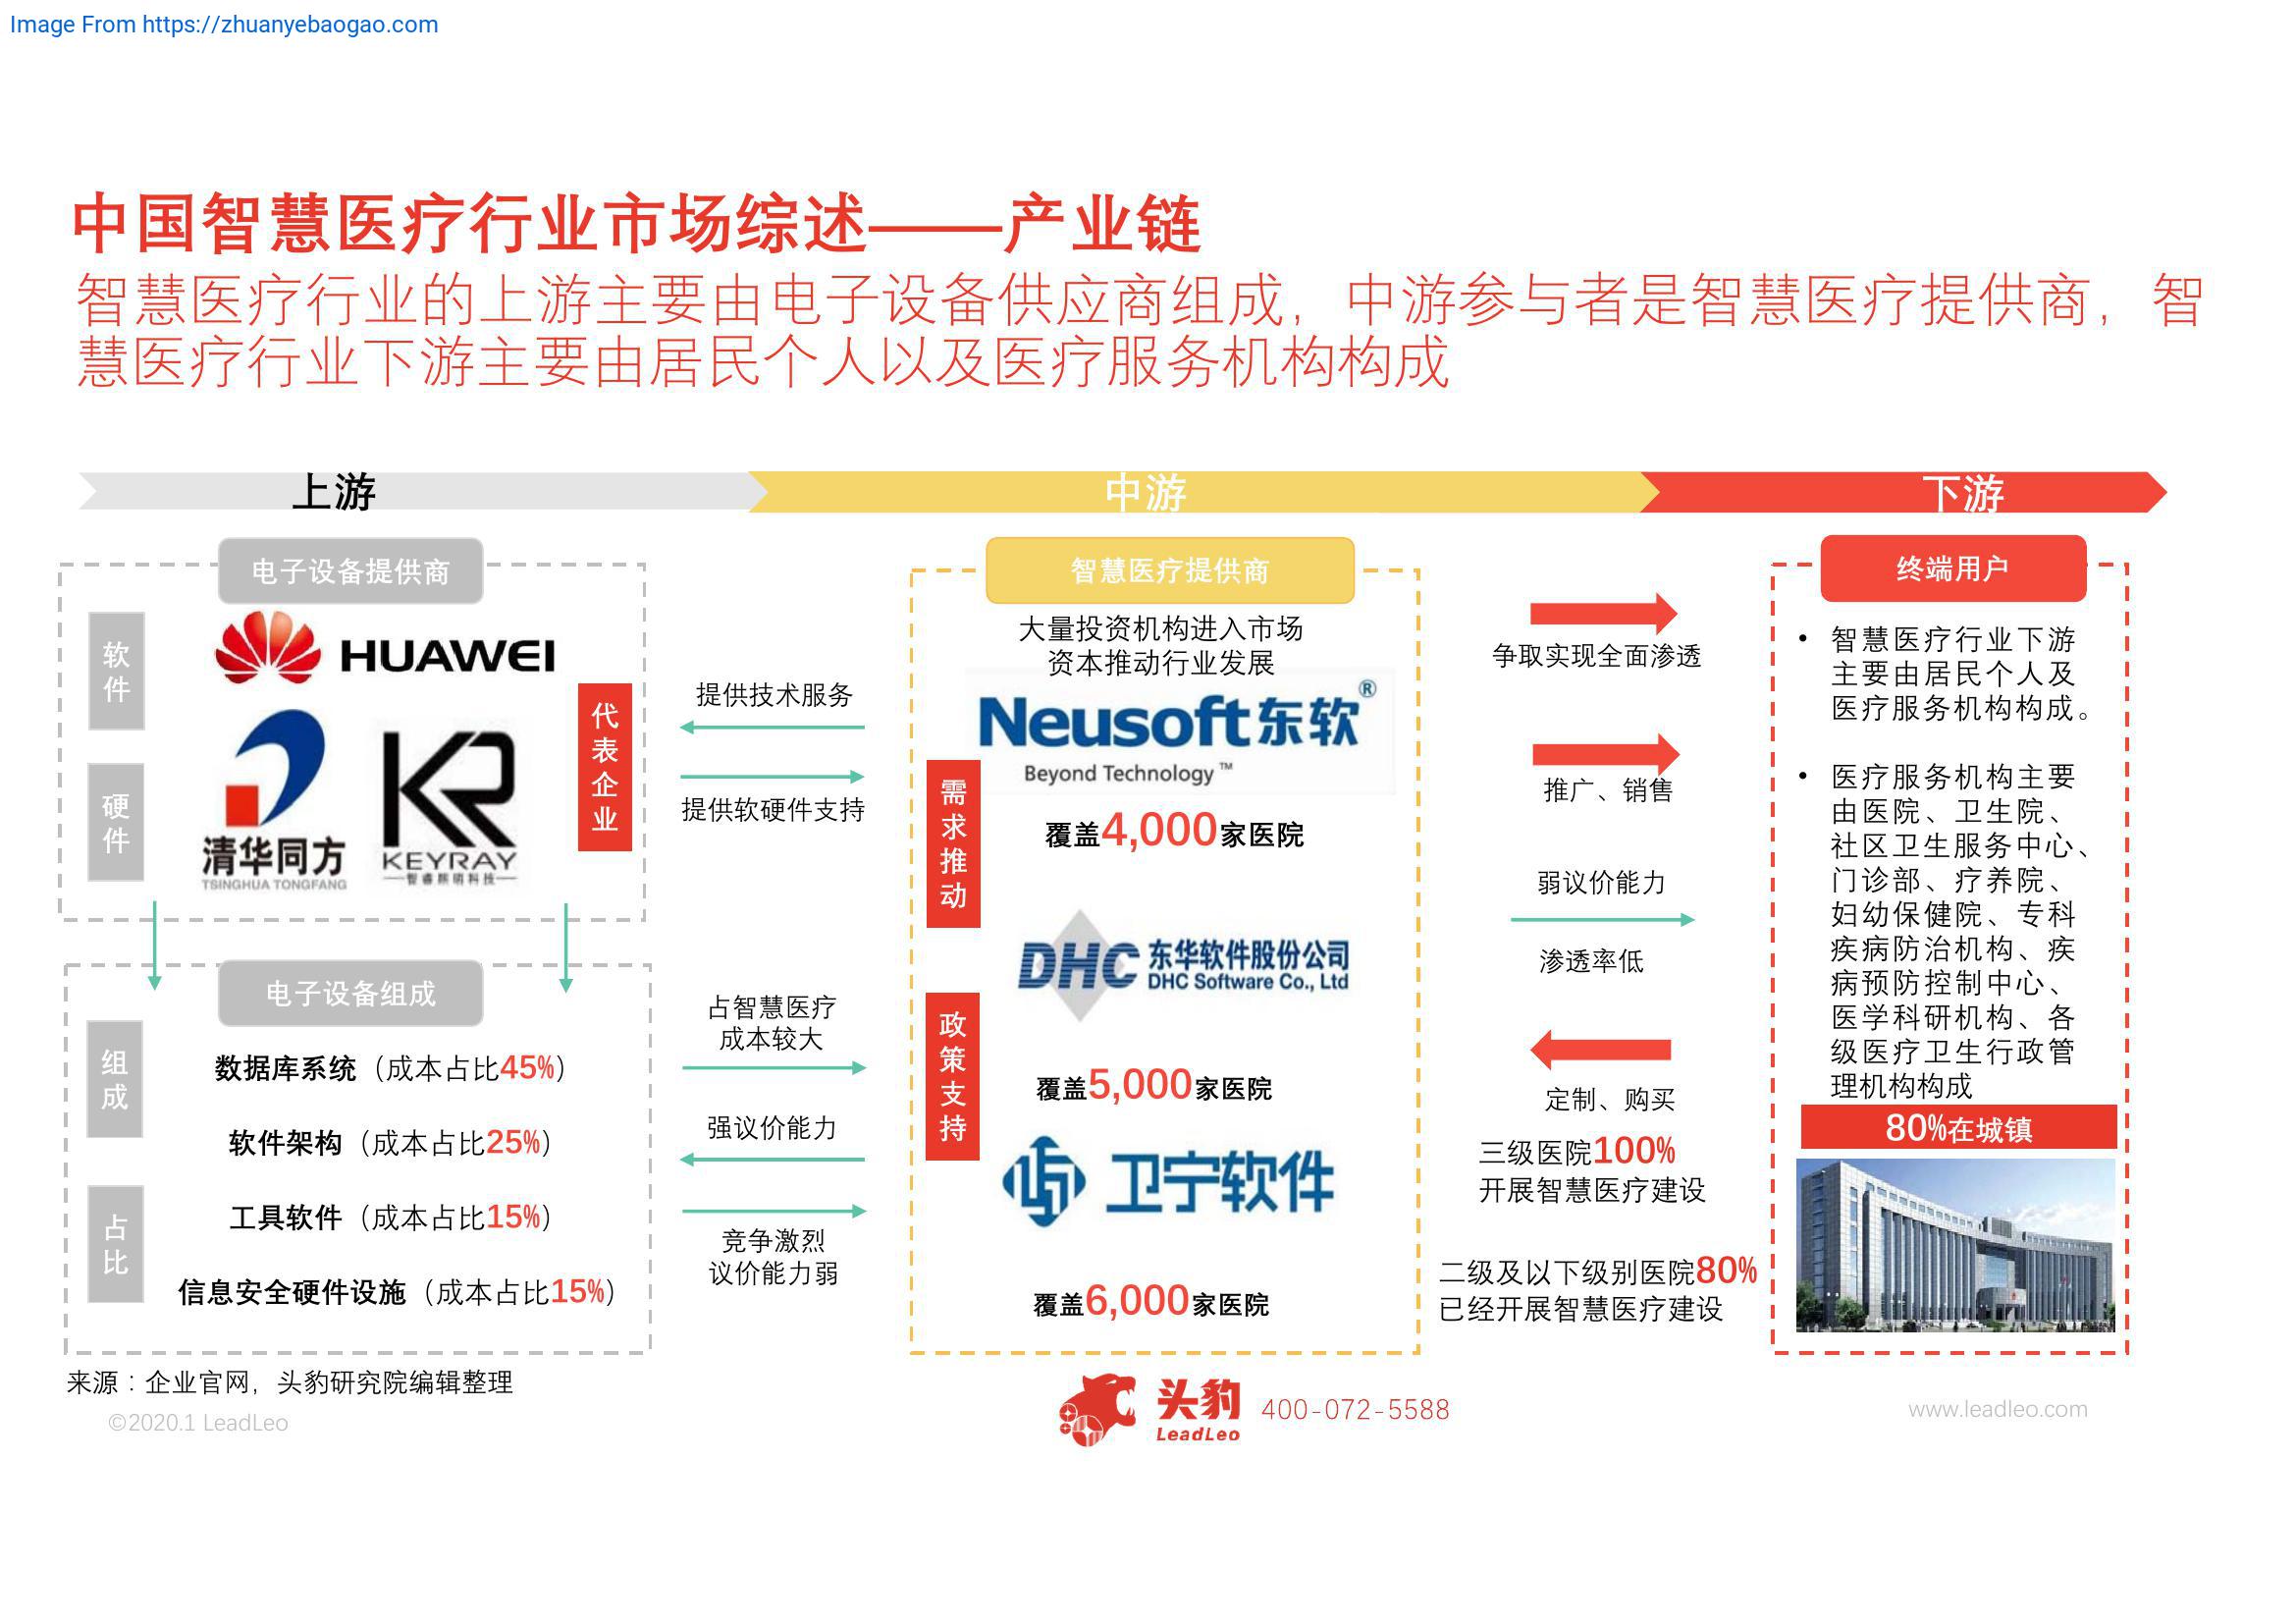 Image From https://zhuanyebaogao.com
中国智慧医疗行业市场综述——产业链
智慧医疗行业的上游主要由电子设备供应商组成，中游参与者是智慧医疗提供商，智
慧医疗行业下游主要由居民个人以及医疗服务机构构成
上游
中游
下游
电子设备提供商
软件
硬件
HUAWEI
清华同方
TSINGHUA TONGFANG
KR
KEYRAY
智睿照明科技
代表企业
电子设备组成
组成
占比
数据库系统（成本占比45%）
软件架构（成本占比25%）
工具软件（成本占比15%）
信息安全硬件设施（成本占比15%）
提供技术服务
提供软硬件支持
占智慧医疗
成本较大
强议价能力
竞争激烈
议价能力弱
智慧医疗提供商
大量投资机构进入市场
资本推动行业发展
Neusoft东软®
Beyond Technology™
需求推动
覆盖4,000家医院
DHC 东华软件股份公司
DHC Software Co., Ltd
政策支持
覆盖5,000家医院
卫宁软件
覆盖6,000家医院
争取实现全面渗透
推广、销售
弱议价能力
渗透率低
定制、购买
三级医院100%
开展智慧医疗建设
二级及以下级别医院80%
已经开展智慧医疗建设
终端用户
• 智慧医疗行业下游
主要由居民个人及
医疗服务机构构成。
• 医疗服务机构主要
由医院、卫生院、
社区卫生服务中心、
门诊部、疗养院、
妇幼保健院、专科
疾病防治机构、疾
病预防控制中心、
医学科研机构、各
级医疗卫生行政管
理机构构成
80%在城镇
来源：企业官网，头豹研究院编辑整理
©2020.1 LeadLeo
头豹
LeadLeo
400-072-5588
www.leadleo.com